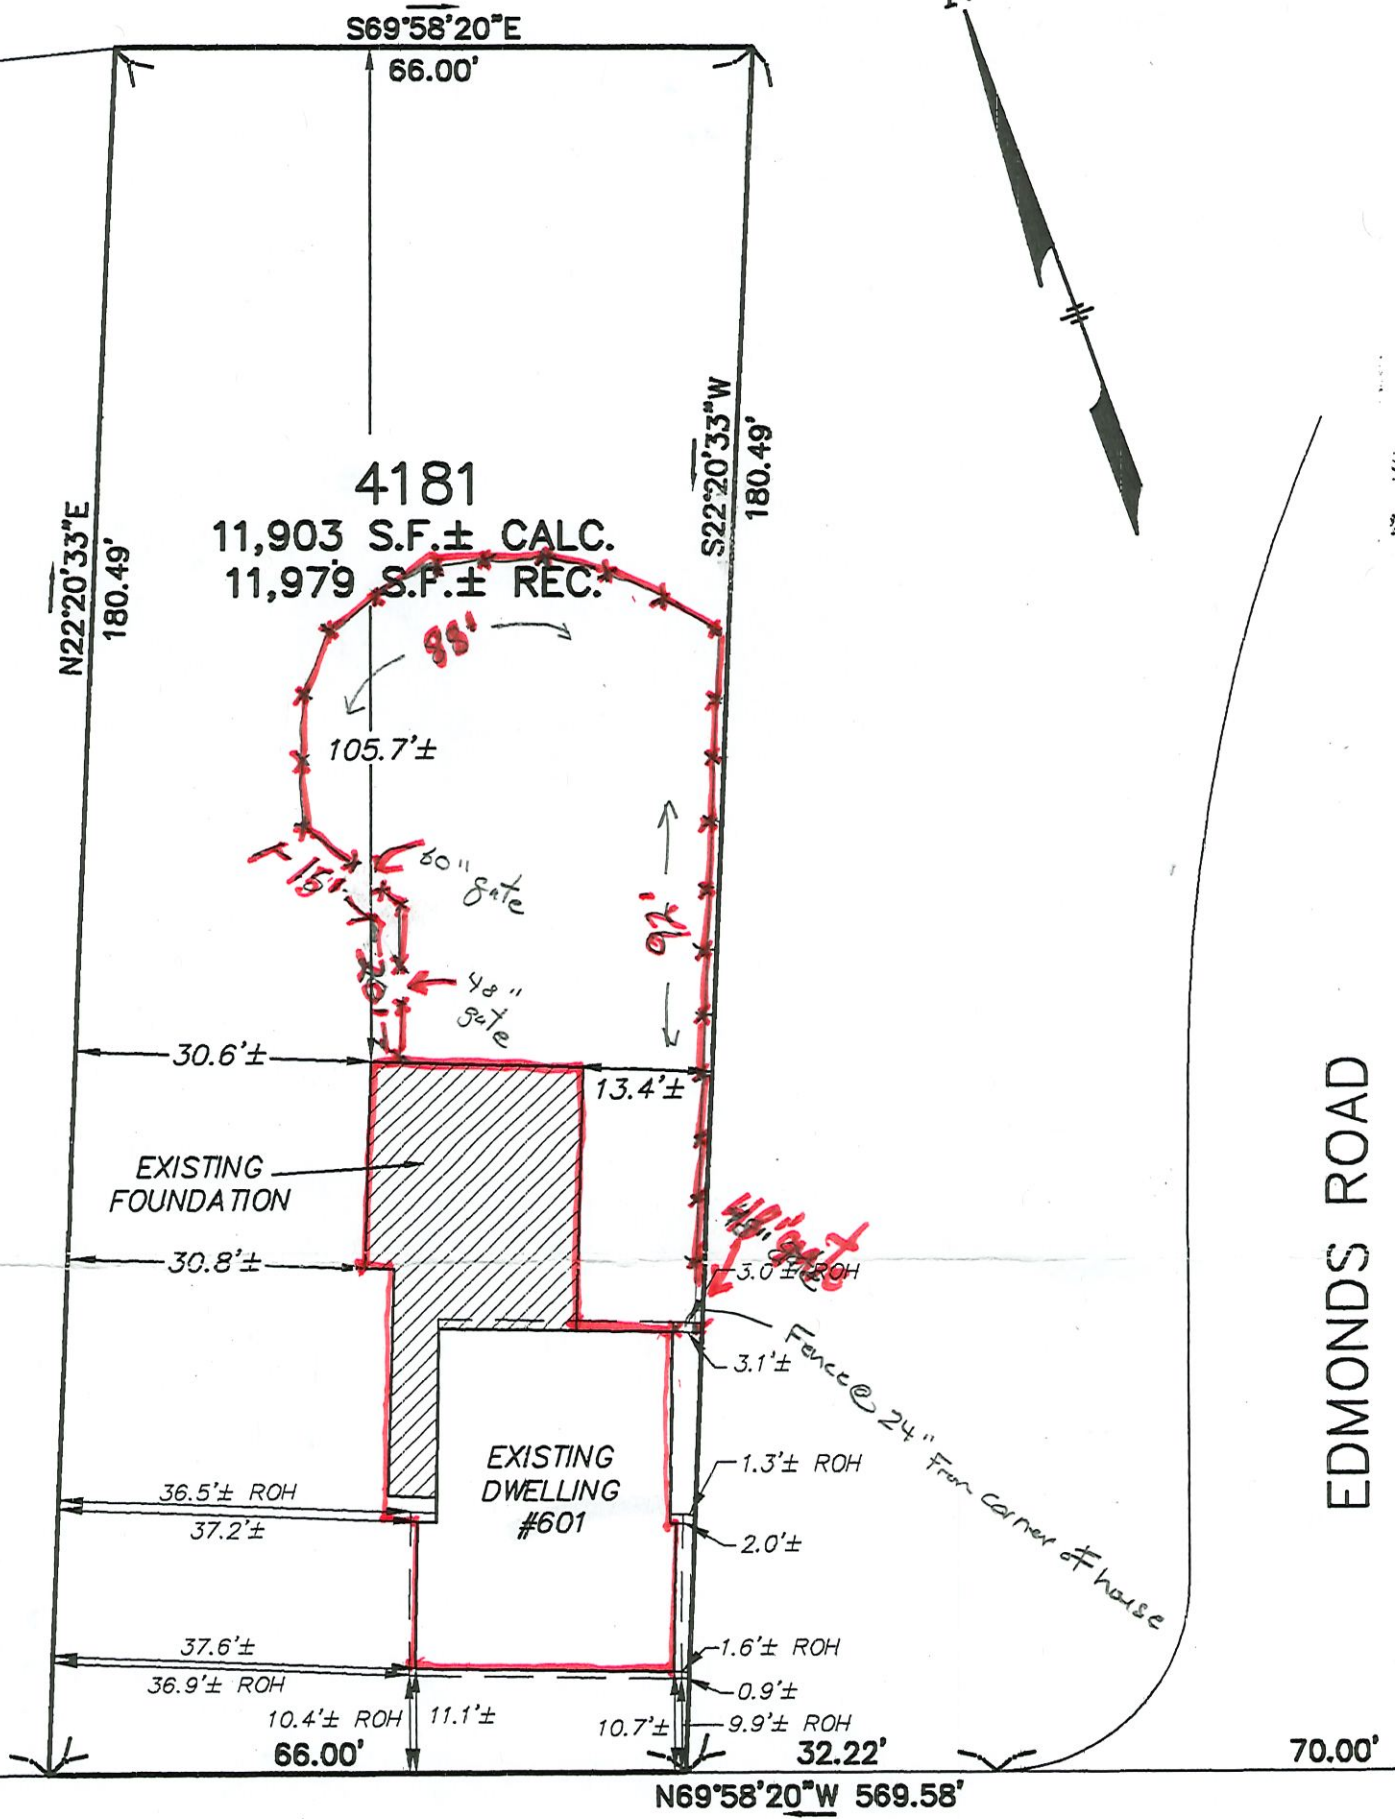 S69°58'20"E
66.00'
N22°20'33"E
180.49'
S22°20'33"W
180.49'
4181
11,903 S.F.± CALC.
11,979 S.F.± REC.
88'
105.7'±
60"
gate
15'
92'
48"
gate
30.6'±
13.4'±
EXISTING
FOUNDATION
30.8'±
48" gate
3.0'± ROH
3.1'±
Fence @ 24" From corner of house
EDMONDS ROAD
EXISTING
DWELLING
#601
1.3'± ROH
36.5'± ROH
37.2'±
2.0'±
37.6'±
36.9'± ROH
1.6'± ROH
0.9'±
10.4'± ROH
11.1'±
10.7'±
9.9'± ROH
66.00'
32.22'
70.00'
N69°58'20"W 569.58'